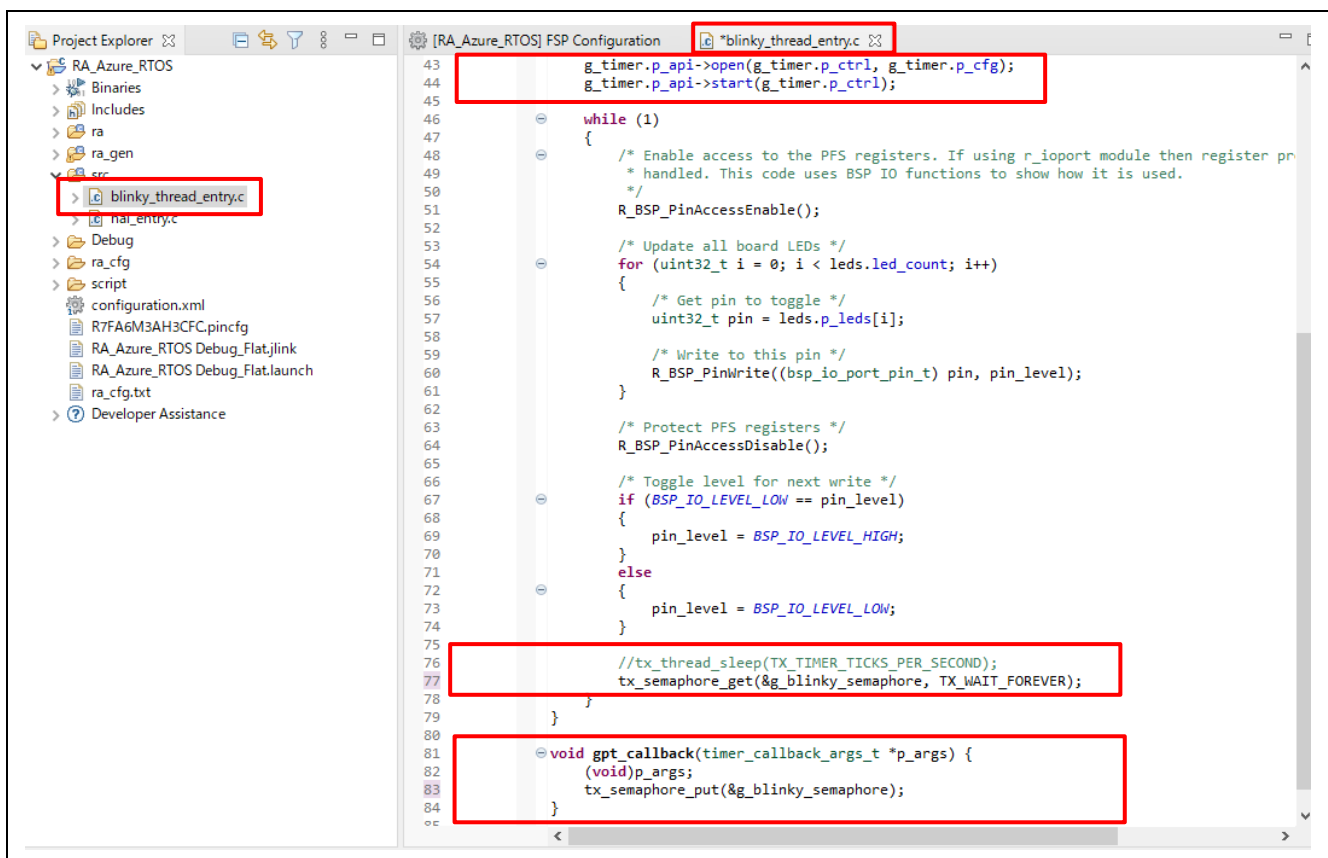 Project Explorer
RA_Azure_RTOS
Binaries
Includes
ra
ra_gen
src
blinky_thread_entry.c
hal_entry.c
Debug
ra_cfg
script
configuration.xml
R7FA6M3AH3CFC.pincfg
RA_Azure_RTOS Debug_Flat.jlink
RA_Azure_RTOS Debug_Flat.launch
ra_cfg.txt
Developer Assistance
[RA_Azure_RTOS] FSP Configuration
*blinky_thread_entry.c
43 g_timer.p_api->open(g_timer.p_ctrl, g_timer.p_cfg);
44 g_timer.p_api->start(g_timer.p_ctrl);
45
46 while (1)
47 {
48 /* Enable access to the PFS registers. If using r_ioport module then register pr
49 * handled. This code uses BSP IO functions to show how it is used.
50 */
51 R_BSP_PinAccessEnable();
52
53 /* Update all board LEDs */
54 for (uint32_t i = 0; i < leds.led_count; i++)
55 {
56 /* Get pin to toggle */
57 uint32_t pin = leds.p_leds[i];
58
59 /* Write to this pin */
60 R_BSP_PinWrite((bsp_io_port_pin_t) pin, pin_level);
61 }
62
63 /* Protect PFS registers */
64 R_BSP_PinAccessDisable();
65
66 /* Toggle level for next write */
67 if (BSP_IO_LEVEL_LOW == pin_level)
68 {
69 pin_level = BSP_IO_LEVEL_HIGH;
70 }
71 else
72 {
73 pin_level = BSP_IO_LEVEL_LOW;
74 }
75
76 //tx_thread_sleep(TX_TIMER_TICKS_PER_SECOND);
77 tx_semaphore_get(&g_blinky_semaphore, TX_WAIT_FOREVER);
78 }
79 }
80
81 void gpt_callback(timer_callback_args_t *p_args) {
82 (void)p_args;
83 tx_semaphore_put(&g_blinky_semaphore);
84 }